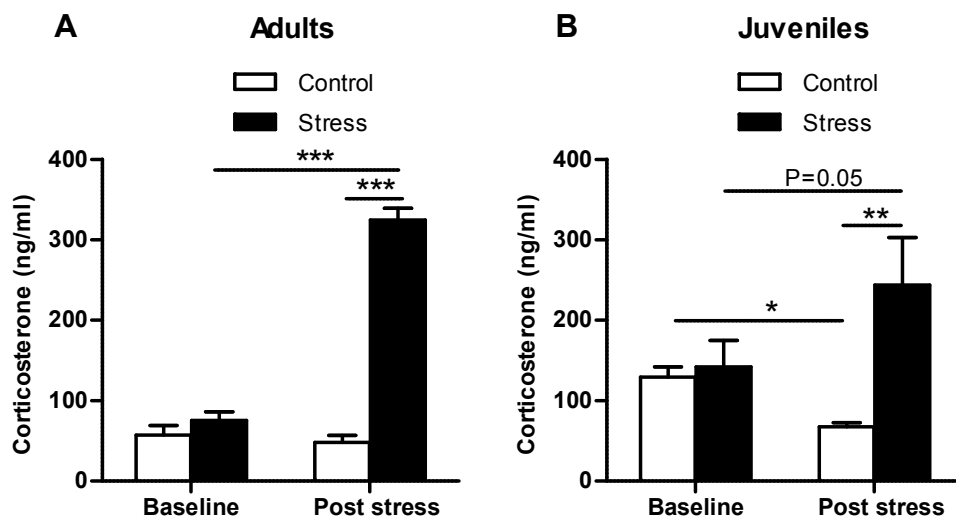 A
Adults
Control
Stress
Corticosterone (ng/ml)
400
300
200
100
0
***
***
Baseline
Post stress
B
Juveniles
Control
Stress
Corticosterone (ng/ml)
400
300
200
100
0
P=0.05
**
*
Baseline
Post stress